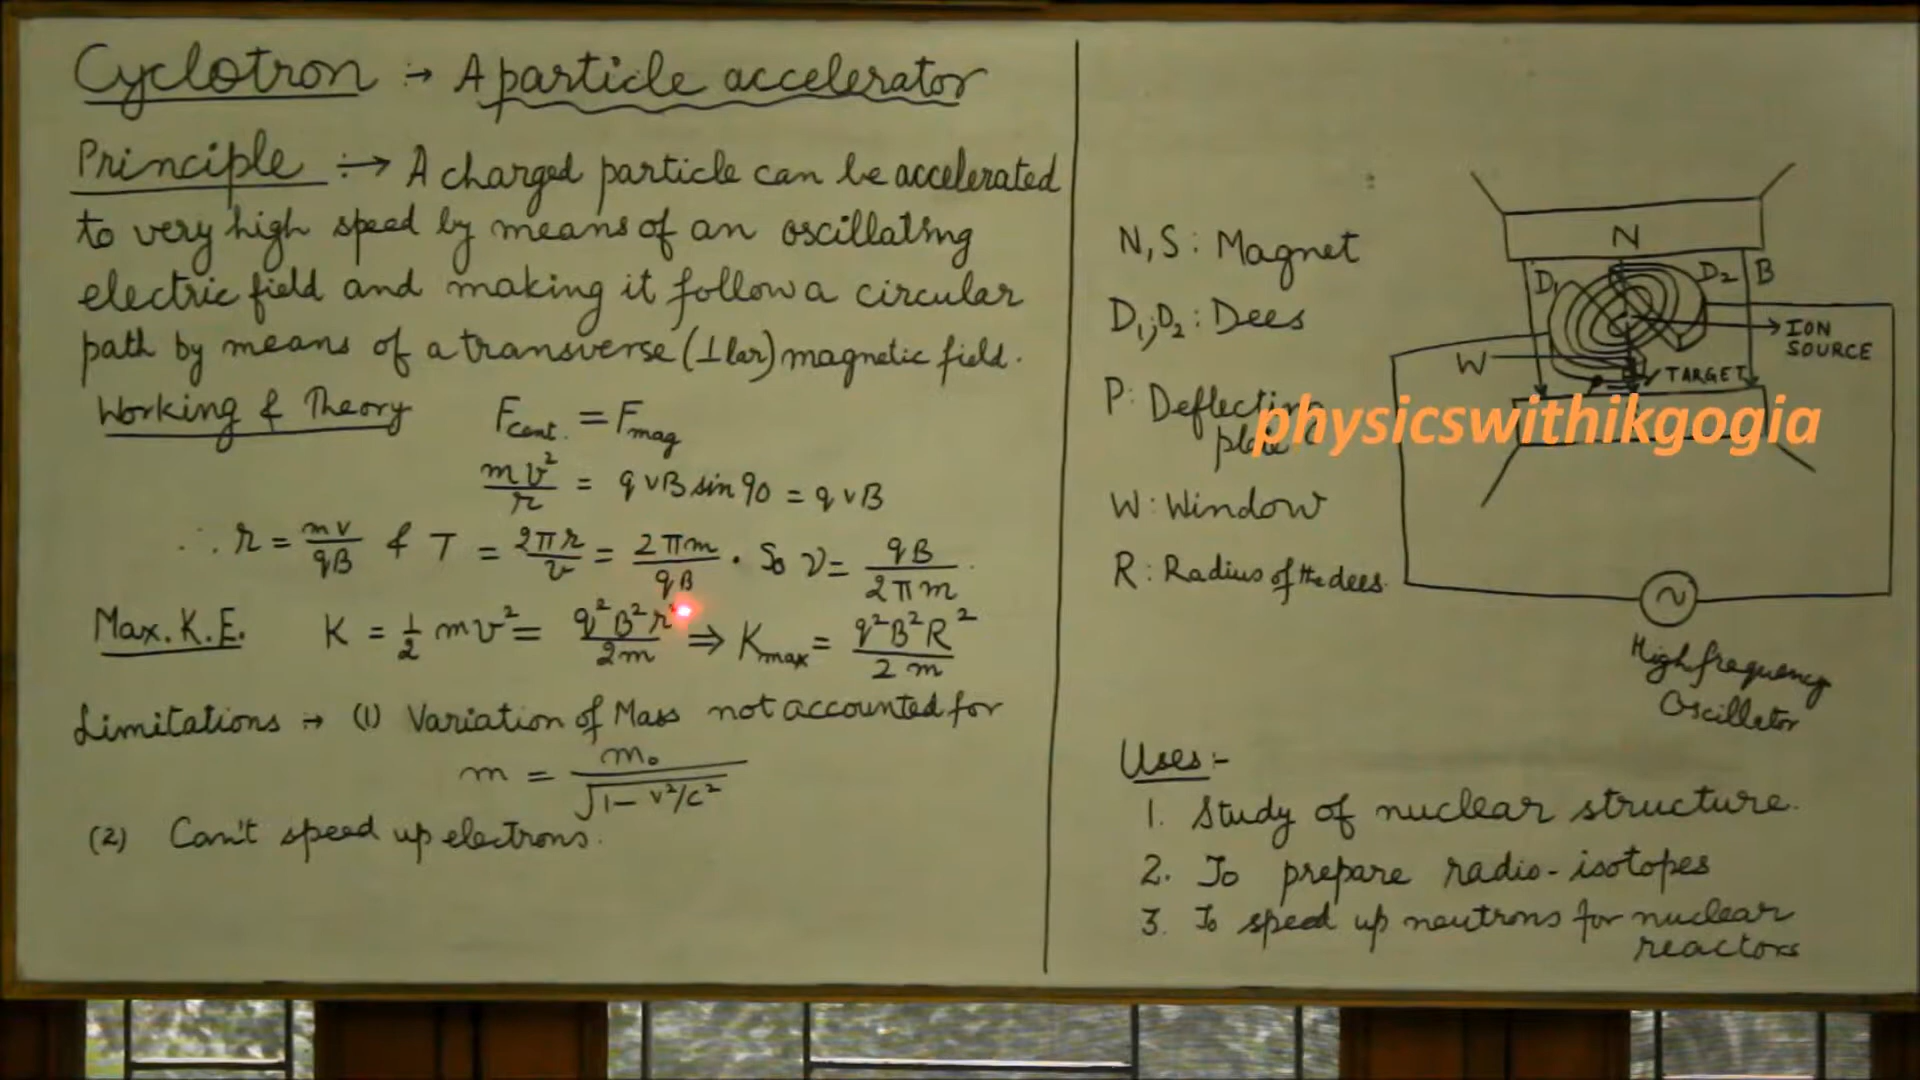 Cyclotron → A particle accelerator
Principle :→ A charged particle can be accelerated
to very high speed by means of an oscillating
electric field and making it follow a circular
path by means of a transverse (⊥lar) magnetic field.
Working & Theory
F_cent. = F_mag
mv²/r = qvB sin 90 = qvB
∴ r = mv/qB & T = 2πr/v = 2πm/qB . So ν = qB/2πm
Max. K.E. K = ½ mv² = q²B²r²/2m ⇒ K_max = q²B²R²/2m
Limitations → (1) Variation of Mass not accounted for
m = m₀/√1 - v²/c²
(2) Can't speed up electrons.
N, S : Magnet
D₁, D₂ : Dees
P : Deflecting
plate
W : Window
R : Radius of the dees.
N
D₁
D₂
B
ION
SOURCE
W
P
TARGET
physicswithikgogia
~
High frequency
Oscillator
Uses :-
1. Study of nuclear structure.
2. To prepare radio-isotopes
3. To speed up neutrons for nuclear
reactors